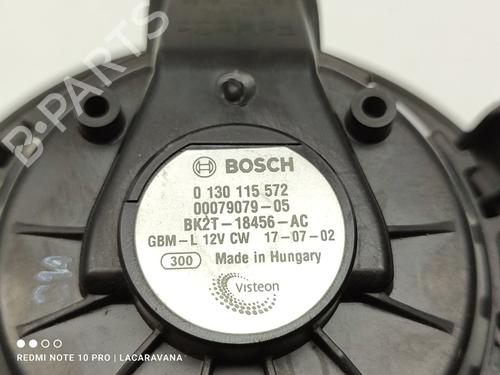 B-PARTS
BOSCH
0 130 115 572
00079079-05
BK2T-18456-AC
GBM-L 12V CW 17-07-02
300 Made in Hungary
Visteon
REDMI NOTE 10 PRO | LACARAVANA